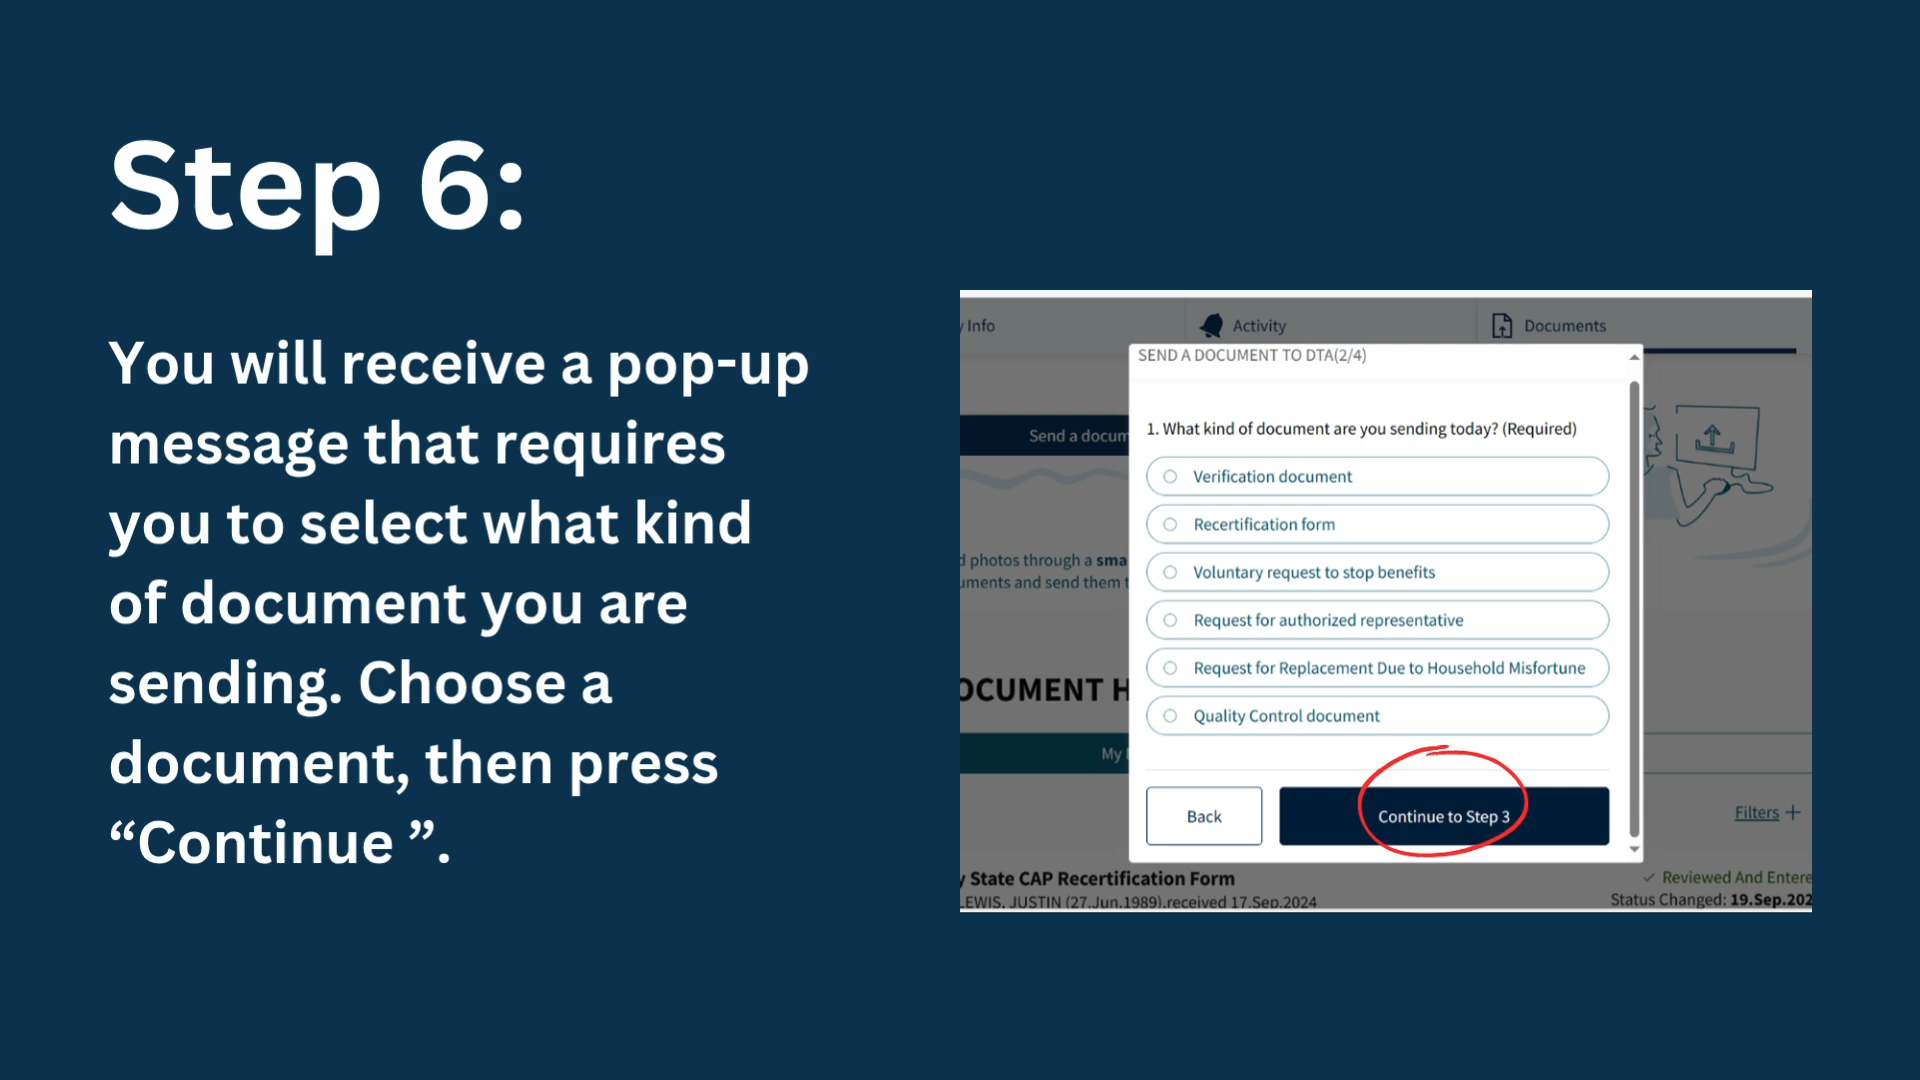 Step 6:
You will receive a pop-up
message that requires
you to select what kind
of document you are
sending. Choose a
document, then press
“Continue ”.
Info
Activity
Documents
SEND A DOCUMENT TO DTA(2/4)
Send a docum
1. What kind of document are you sending today? (Required)
Verification document
Recertification form
Voluntary request to stop benefits
Request for authorized representative
Request for Replacement Due to Household Misfortune
Quality Control document
d photos through a sma
uments and send them t
OCUMENT H
My
Back
Continue to Step 3
Filters +
y State CAP Recertification Form
LEWIS, JUSTIN (27.Jun.1989),received 17.Sep.2024
Reviewed And Entere
Status Changed: 19.Sep.202